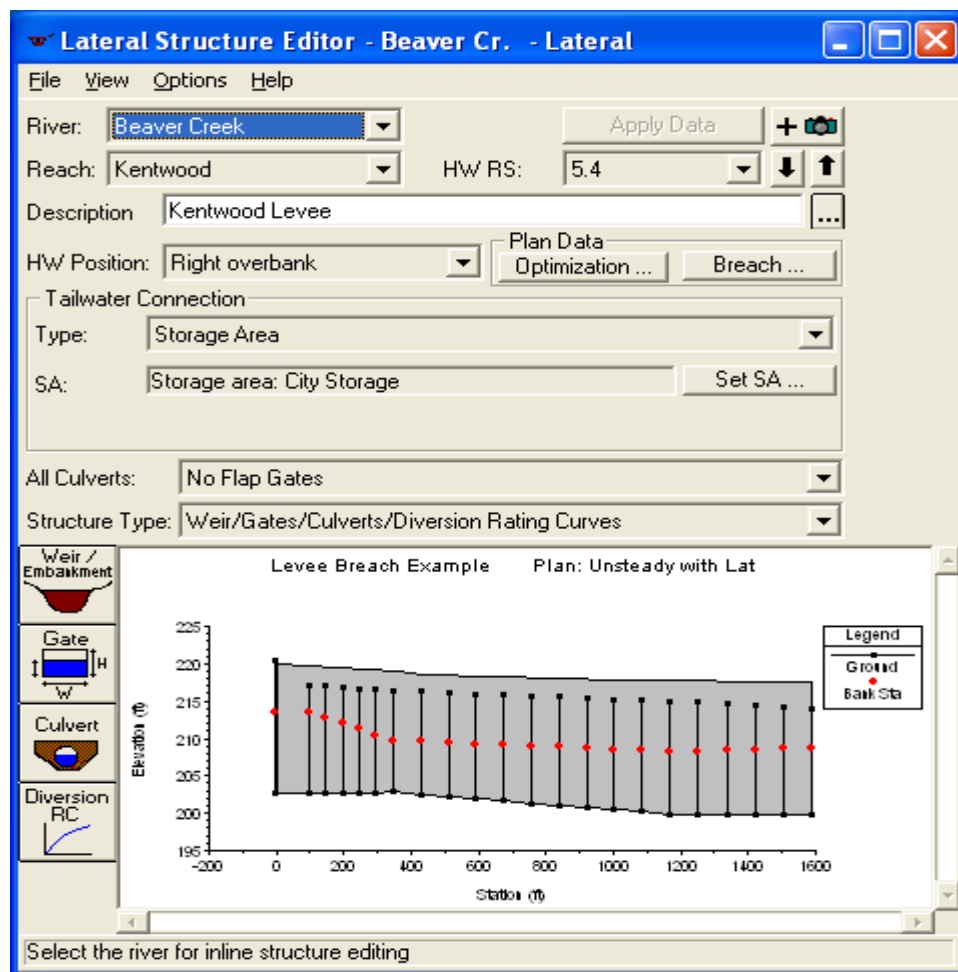 Lateral Structure Editor - Beaver Cr. - Lateral
File View Options Help
River: Beaver Creek Apply Data +
Reach: Kentwood HW RS: 5.4
Description Kentwood Levee ...
Plan Data
HW Position: Right overbank Optimization ... Breach ...
Tailwater Connection
Type: Storage Area
SA: Storage area: City Storage Set SA ...
All Culverts: No Flap Gates
Structure Type: Weir/Gates/Culverts/Diversion Rating Curves
Weir /
Embankment
Gate
H
W
Culvert
Diversion
RC
Levee Breach Example Plan: Unsteady with Lat
225
220
215
210
205
200
195
Elevation (ft)
-200 0 200 400 600 800 1000 1200 1400 1600
Station (ft)
Legend
Ground
Bank Sta
Select the river for inline structure editing